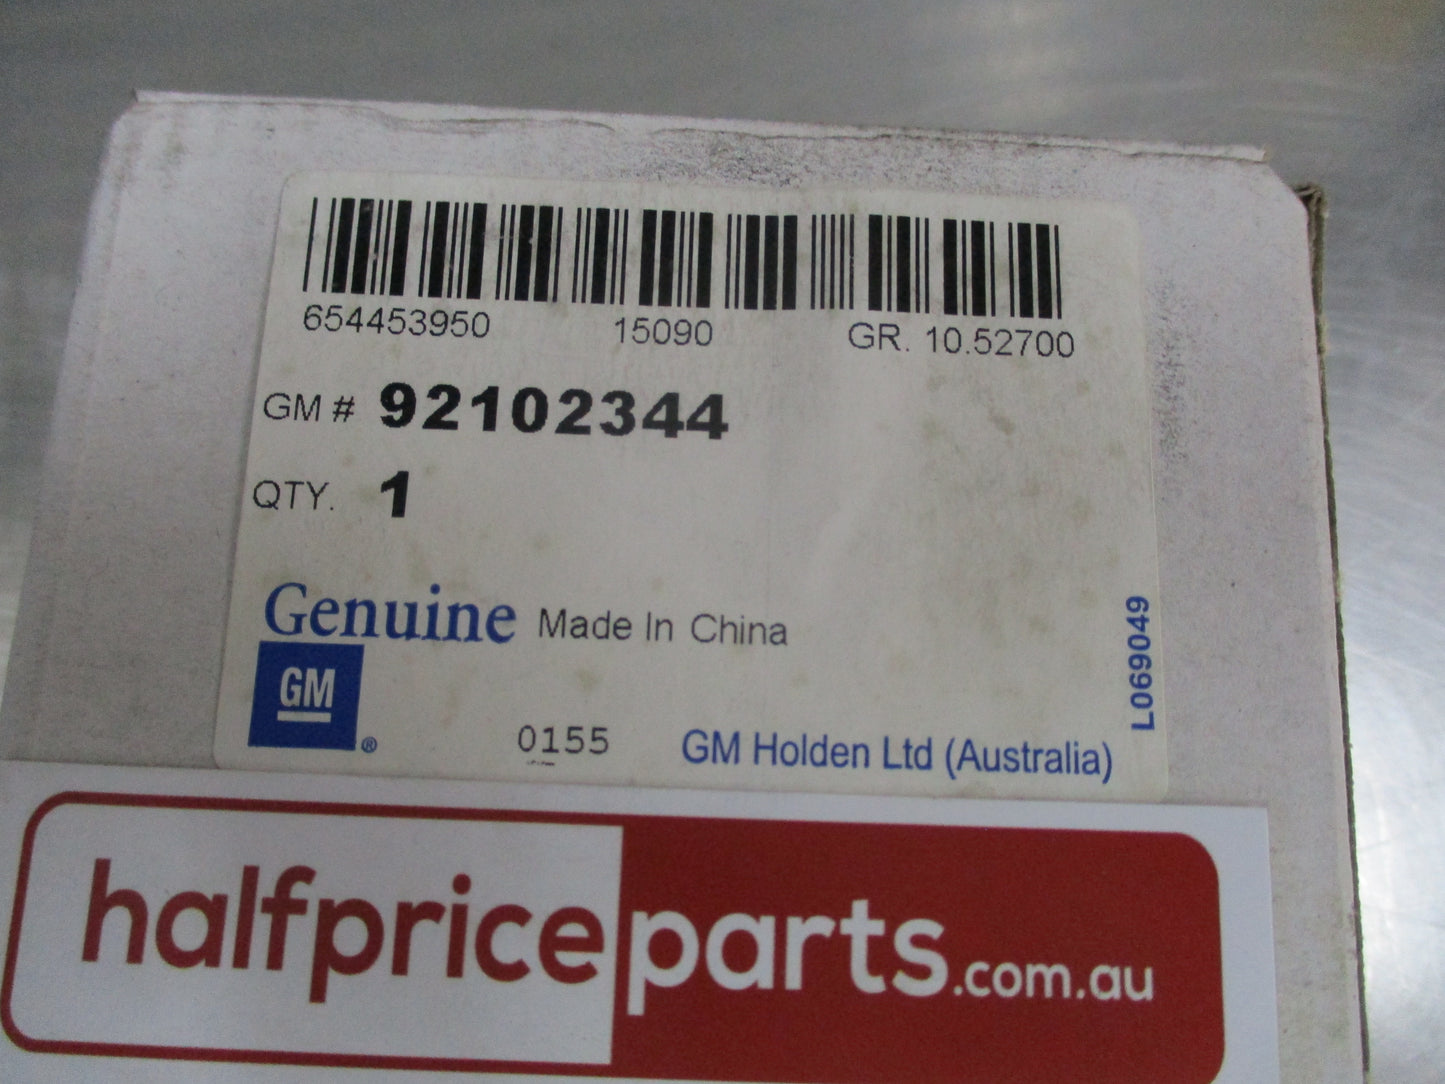 654453950 15090 GR. 10.52700
GM # 92102344
QTY. 1
Genuine Made In China
GM ®
0155 GM Holden Ltd (Australia)
L069049
halfpriceparts.com.au